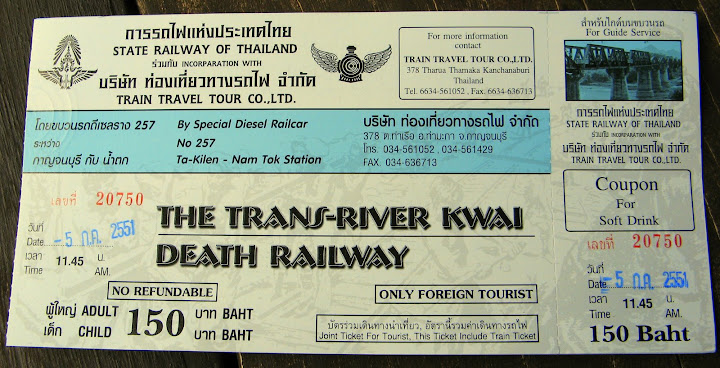 การรถไฟแห่งประเทศไทย
STATE RAILWAY OF THAILAND
ร่วมกับ INCORPARATION WITH
บริษัท ท่องเที่ยวทางรถไฟ จำกัด
TRAIN TRAVEL TOUR CO.,LTD.
For more information
contact
TRAIN TRAVEL TOUR CO.,LTD.
378 Tharua Thamaka Kanchanaburi
Thailand
Tel. 6634-561052 , Fax. 6634-636713
โดยขบวนรถดีเซลราง 257
ระหว่าง
กาญจนบุรี กับ น้ำตก
By Special Diesel Railcar
No 257
Ta-Kilen - Nam Tok Station
บริษัท ท่องเที่ยวทางรถไฟ จำกัด
378 ต.ท่าเรือ อ.ท่ามะกา จ.กาญจนบุรี
โทร. 034-561052 , 034-561429
FAX. 034-636713
เลขที่ 20750
วันที่
Date -5 ก.ค. 2551
เวลา 11.45 น.
Time AM.
THE TRANS-RIVER KWAI
DEATH RAILWAY
NO REFUNDABLE
ONLY FOREIGN TOURIST
ผู้ใหญ่ ADULT 150 บาท BAHT
เด็ก CHILD บาท BAHT
บัตรร่วมเดินทางนำเที่ยว, อัตรานี้รวมค่าเดินทางรถไฟ
Joint Ticket For Tourist, This Ticket Include Train Ticket
สำหรับไกด์บนขบวนรถ
For Guide Service
การรถไฟแห่งประเทศไทย
STATE RAILWAY OF THAILAND
ร่วมกับ INCORPARATION WITH
บริษัท ท่องเที่ยวทางรถไฟ จำกัด
TRAIN TRAVEL TOUR CO.,LTD.
Coupon
For
Soft Drink
เลขที่ 20750
วันที่
Date -5 ก.ค. 2551
เวลา 11.45 น.
Time AM.
150 Baht